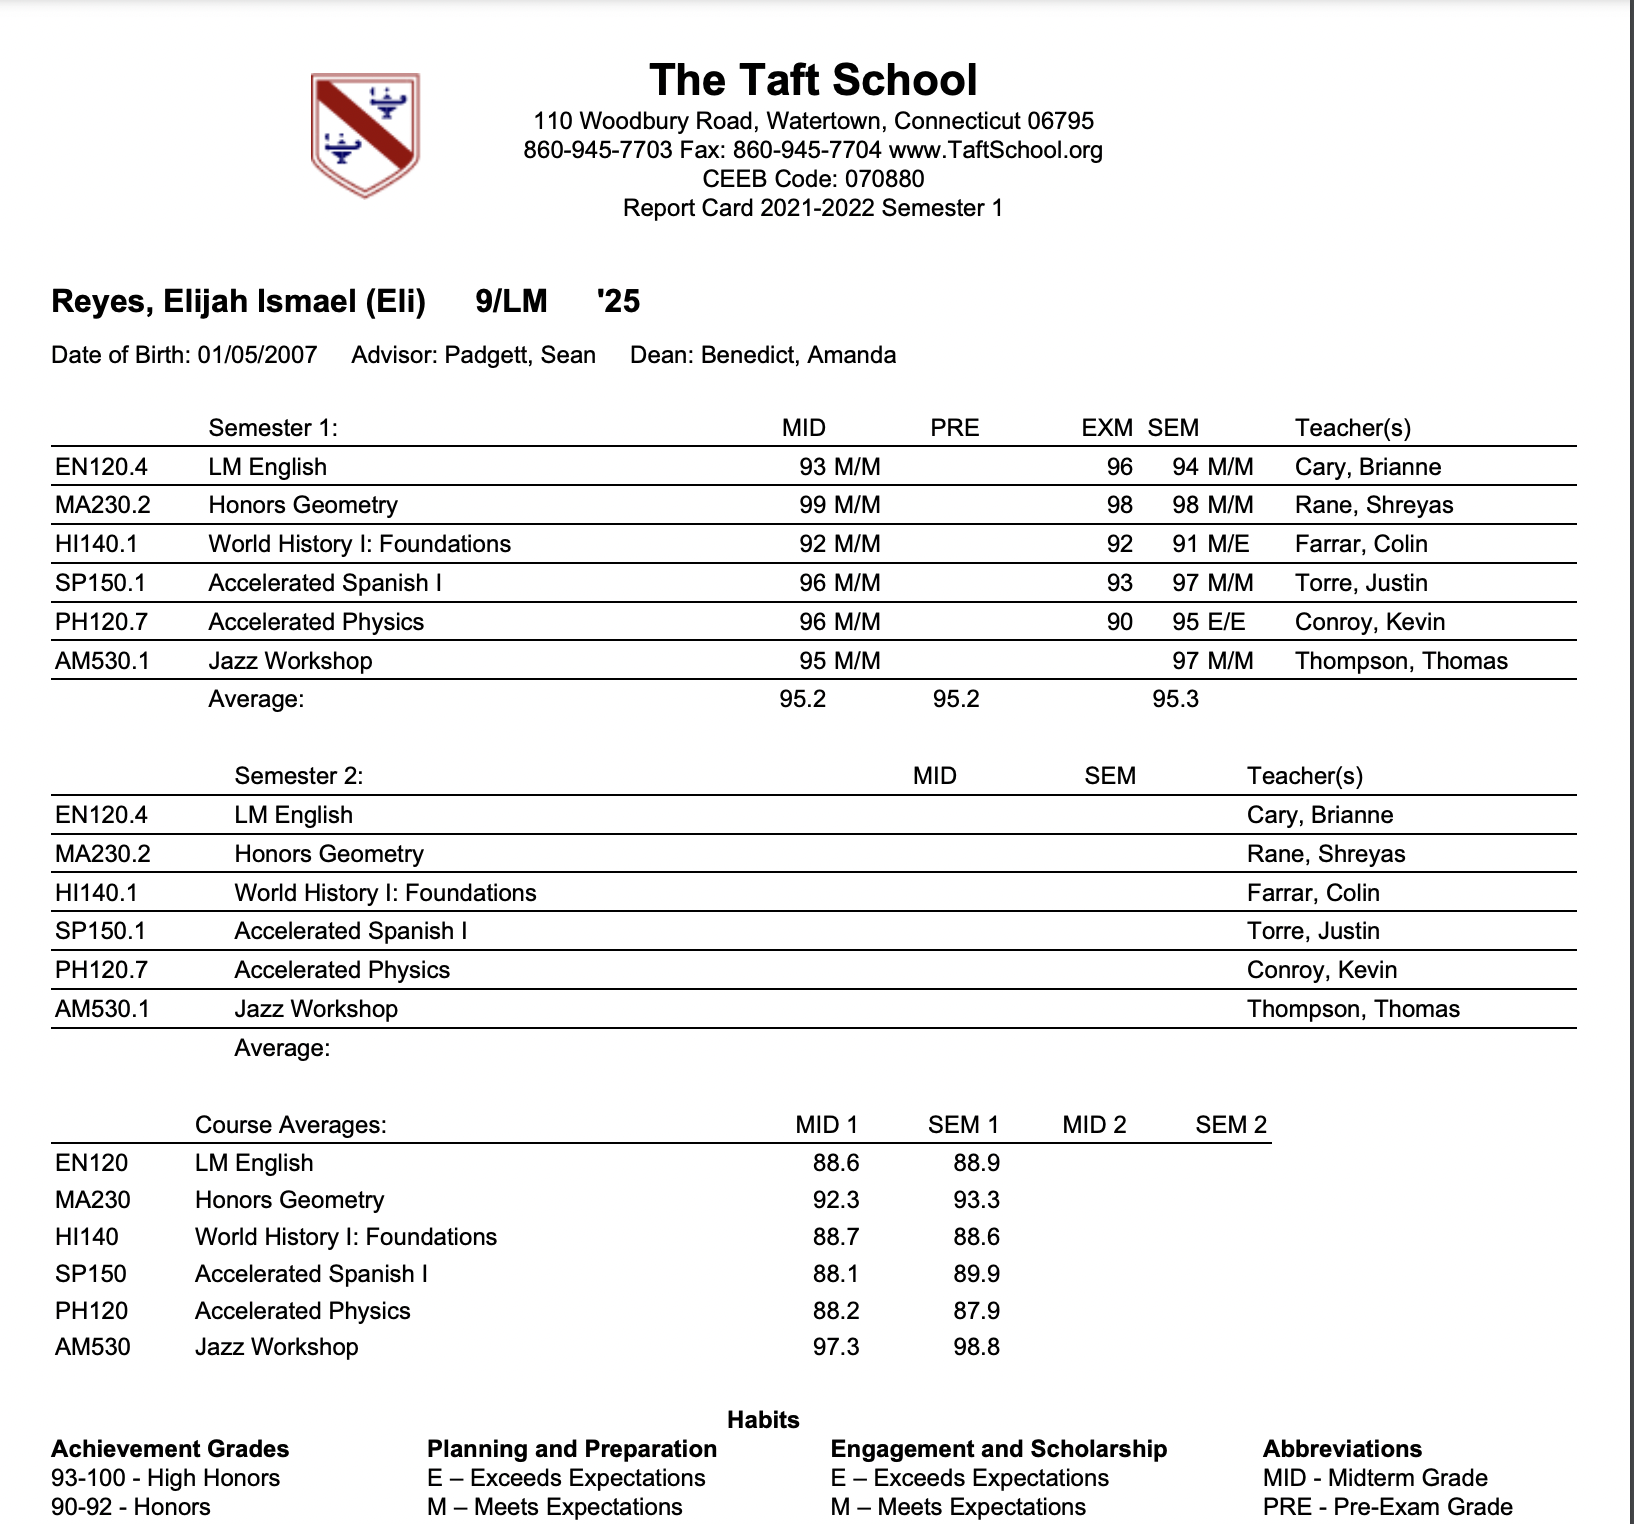 The Taft School
110 Woodbury Road, Watertown, Connecticut 06795
860-945-7703 Fax: 860-945-7704 www.TaftSchool.org
CEEB Code: 070880
Report Card 2021-2022 Semester 1
Reyes, Elijah Ismael (Eli) 9/LM '25
Date of Birth: 01/05/2007 Advisor: Padgett, Sean Dean: Benedict, Amanda
Semester 1: MID PRE EXM SEM Teacher(s)
EN120.4 LM English 93 M/M 96 94 M/M Cary, Brianne
MA230.2 Honors Geometry 99 M/M 98 98 M/M Rane, Shreyas
HI140.1 World History I: Foundations 92 M/M 92 91 M/E Farrar, Colin
SP150.1 Accelerated Spanish I 96 M/M 93 97 M/M Torre, Justin
PH120.7 Accelerated Physics 96 M/M 90 95 E/E Conroy, Kevin
AM530.1 Jazz Workshop 95 M/M 97 M/M Thompson, Thomas
Average: 95.2 95.2 95.3
Semester 2: MID SEM Teacher(s)
EN120.4 LM English Cary, Brianne
MA230.2 Honors Geometry Rane, Shreyas
HI140.1 World History I: Foundations Farrar, Colin
SP150.1 Accelerated Spanish I Torre, Justin
PH120.7 Accelerated Physics Conroy, Kevin
AM530.1 Jazz Workshop Thompson, Thomas
Average:
Course Averages: MID 1 SEM 1 MID 2 SEM 2
EN120 LM English 88.6 88.9
MA230 Honors Geometry 92.3 93.3
HI140 World History I: Foundations 88.7 88.6
SP150 Accelerated Spanish I 88.1 89.9
PH120 Accelerated Physics 88.2 87.9
AM530 Jazz Workshop 97.3 98.8
Habits
Achievement Grades Planning and Preparation Engagement and Scholarship Abbreviations
93-100 - High Honors E – Exceeds Expectations E – Exceeds Expectations MID - Midterm Grade
90-92 - Honors M – Meets Expectations M – Meets Expectations PRE - Pre-Exam Grade